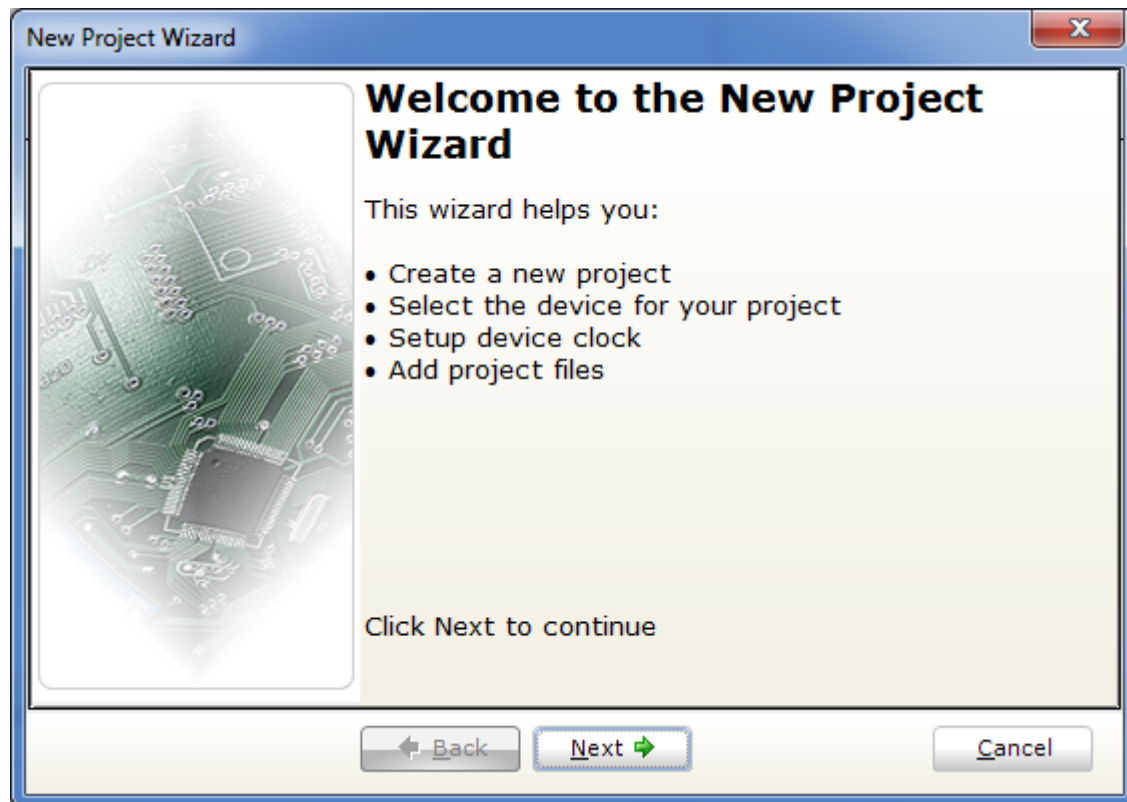 New Project Wizard
Welcome to the New Project
Wizard
This wizard helps you:
• Create a new project
• Select the device for your project
• Setup device clock
• Add project files
Click Next to continue
Back
Next
Cancel